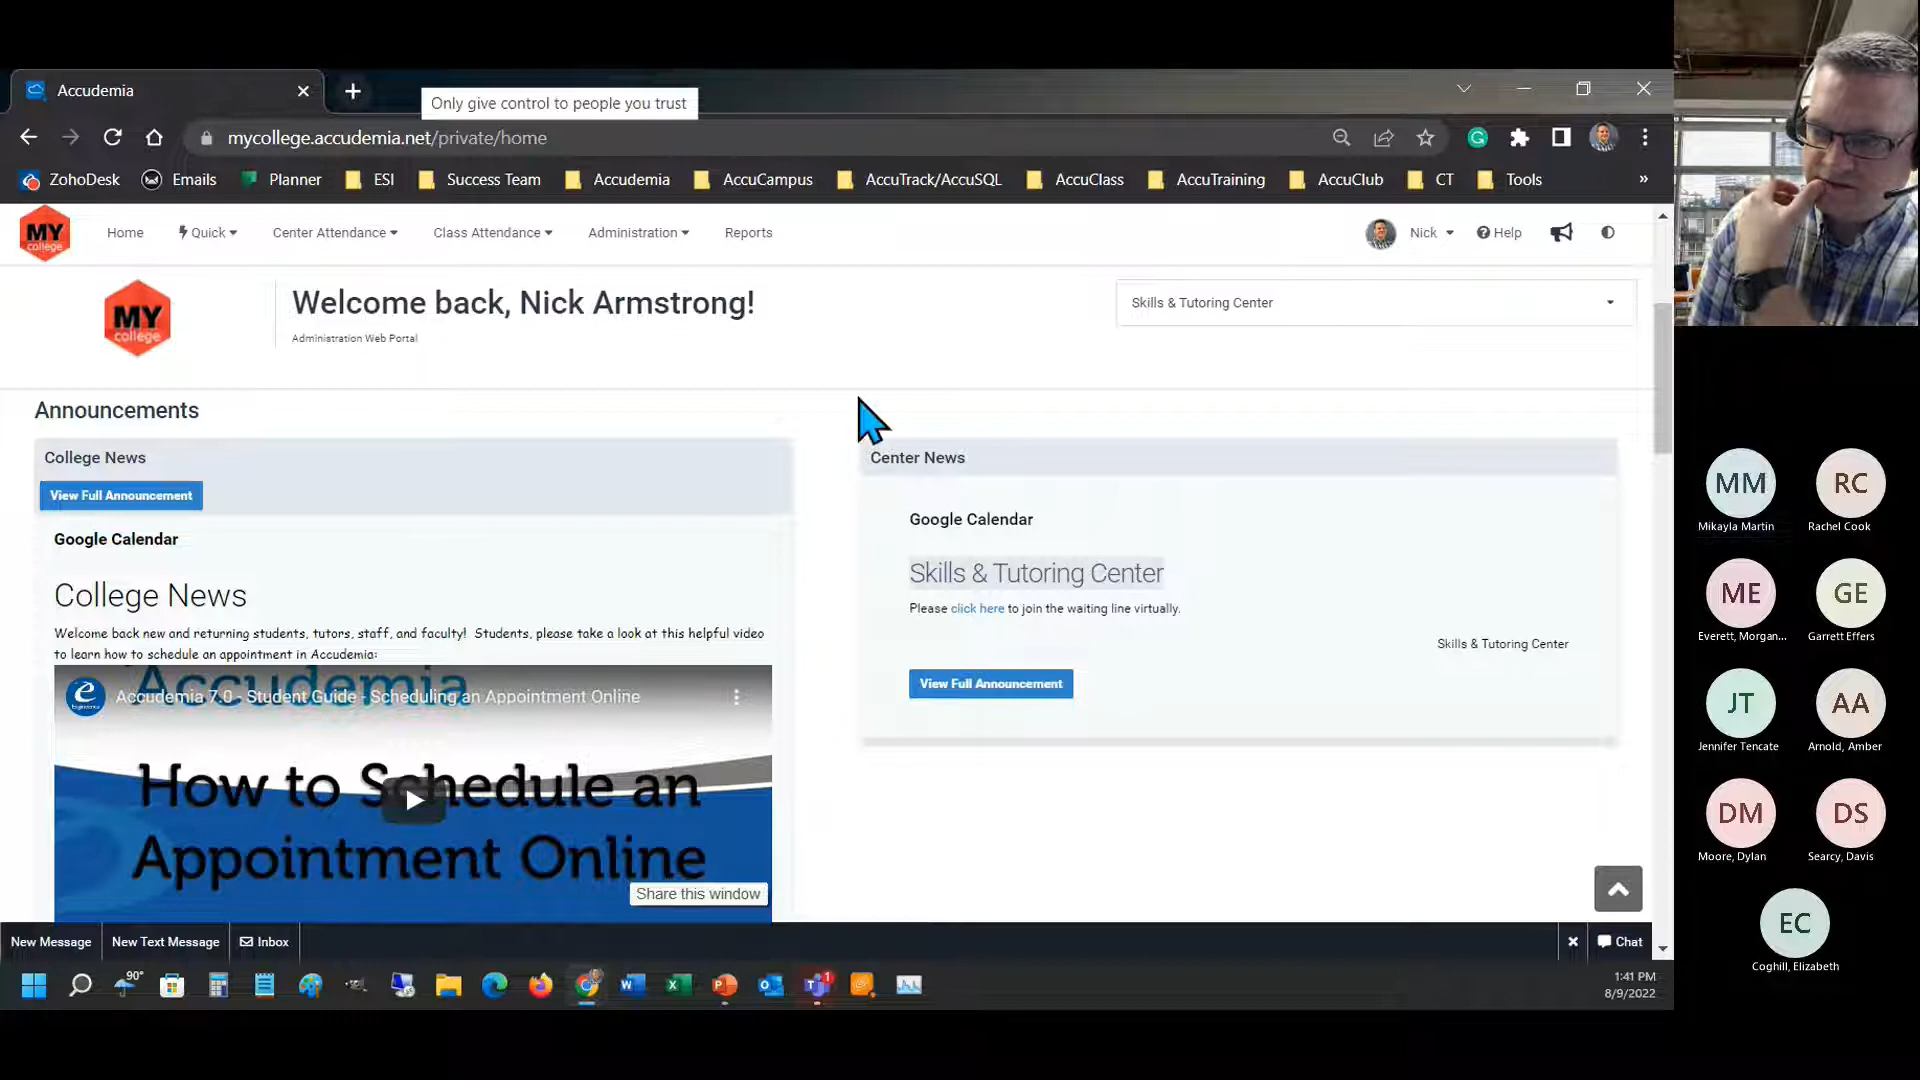 Accudemia
Only give control to people you trust
mycollege.accudemia.net/private/home
ZohoDesk
Emails
Planner
ESI
Success Team
Accudemia
AccuCampus
AccuTrack/AccuSQL
AccuClass
AccuTraining
AccuClub
CT
Tools
»
MY
college
Home
Quick
Center Attendance
Class Attendance
Administration
Reports
Nick
Help
MY
college
Welcome back, Nick Armstrong!
Administration Web Portal
Skills & Tutoring Center
Announcements
College News
View Full Announcement
Google Calendar
College News
Welcome back new and returning students, tutors, staff, and faculty! Students, please take a look at this helpful video
to learn how to schedule an appointment in Accudemia:
Accudemia
Accudemia 7.0 - Student Guide - Scheduling an Appointment Online
How to Schedule an
Appointment Online
Share this window
Center News
Google Calendar
Skills & Tutoring Center
Please click here to join the waiting line virtually.
Skills & Tutoring Center
View Full Announcement
New Message
New Text Message
Inbox
Chat
90°
1
1:41 PM
8/9/2022
MM
Mikayla Martin
RC
Rachel Cook
ME
Everett, Morgan...
GE
Garrett Effers
JT
Jennifer Tencate
AA
Arnold, Amber
DM
Moore, Dylan
DS
Searcy, Davis
EC
Coghill, Elizabeth